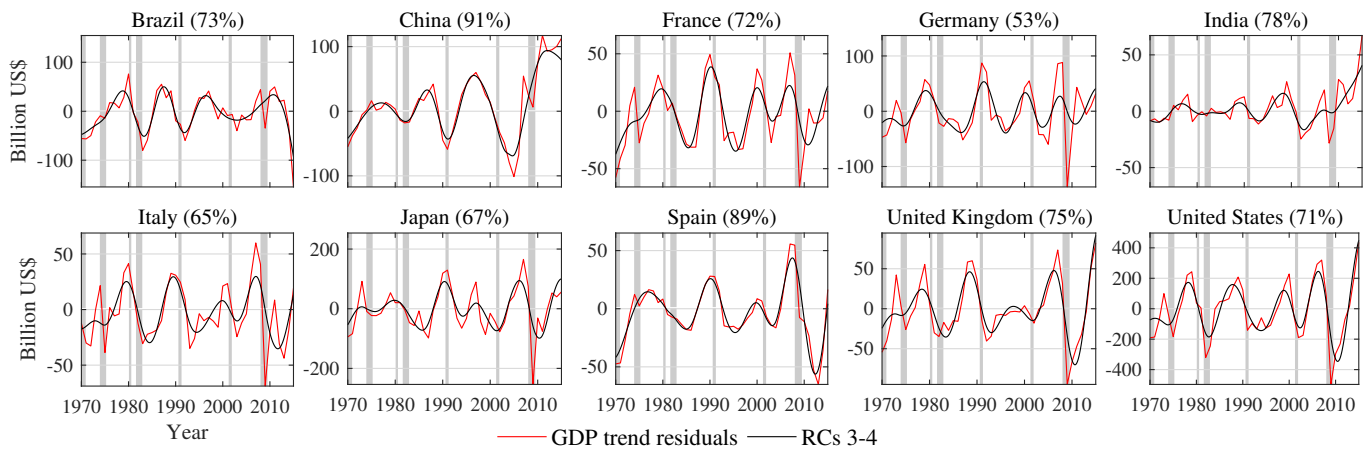 Brazil (73%)
China (91%)
France (72%)
Germany (53%)
India (78%)
Billion US$
100
0
-100
100
0
-100
50
0
-50
100
0
-100
100
0
-100
Italy (65%)
Japan (67%)
Spain (89%)
United Kingdom (75%)
United States (71%)
Billion US$
50
0
-50
200
0
-200
50
0
-50
50
0
-50
400
200
0
-200
-400
1970 1980 1990 2000 2010
1970 1980 1990 2000 2010
1970 1980 1990 2000 2010
1970 1980 1990 2000 2010
1970 1980 1990 2000 2010
Year
GDP trend residuals
RCs 3-4